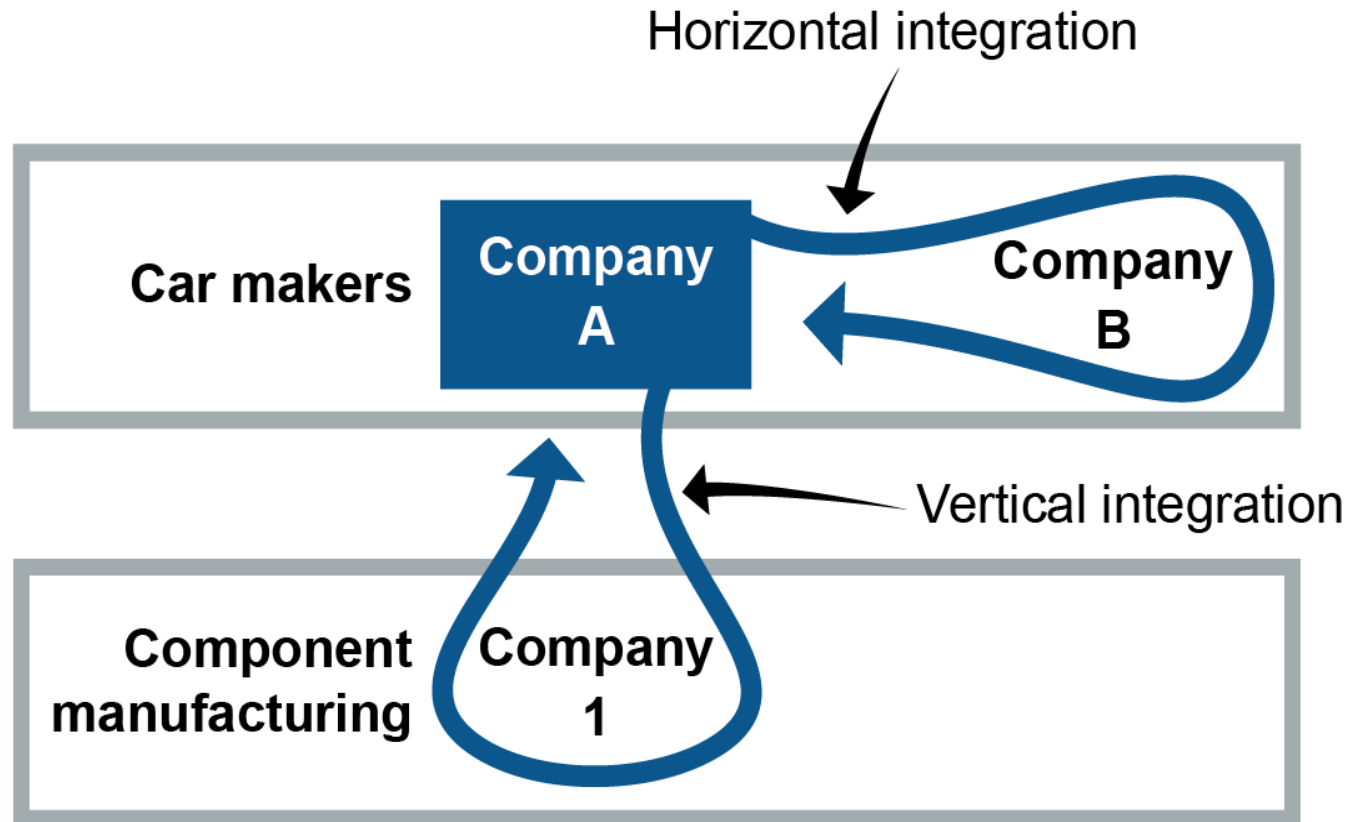 Horizontal integration
Car makers
Company
A
Company
B
Vertical integration
Component
manufacturing
Company
1